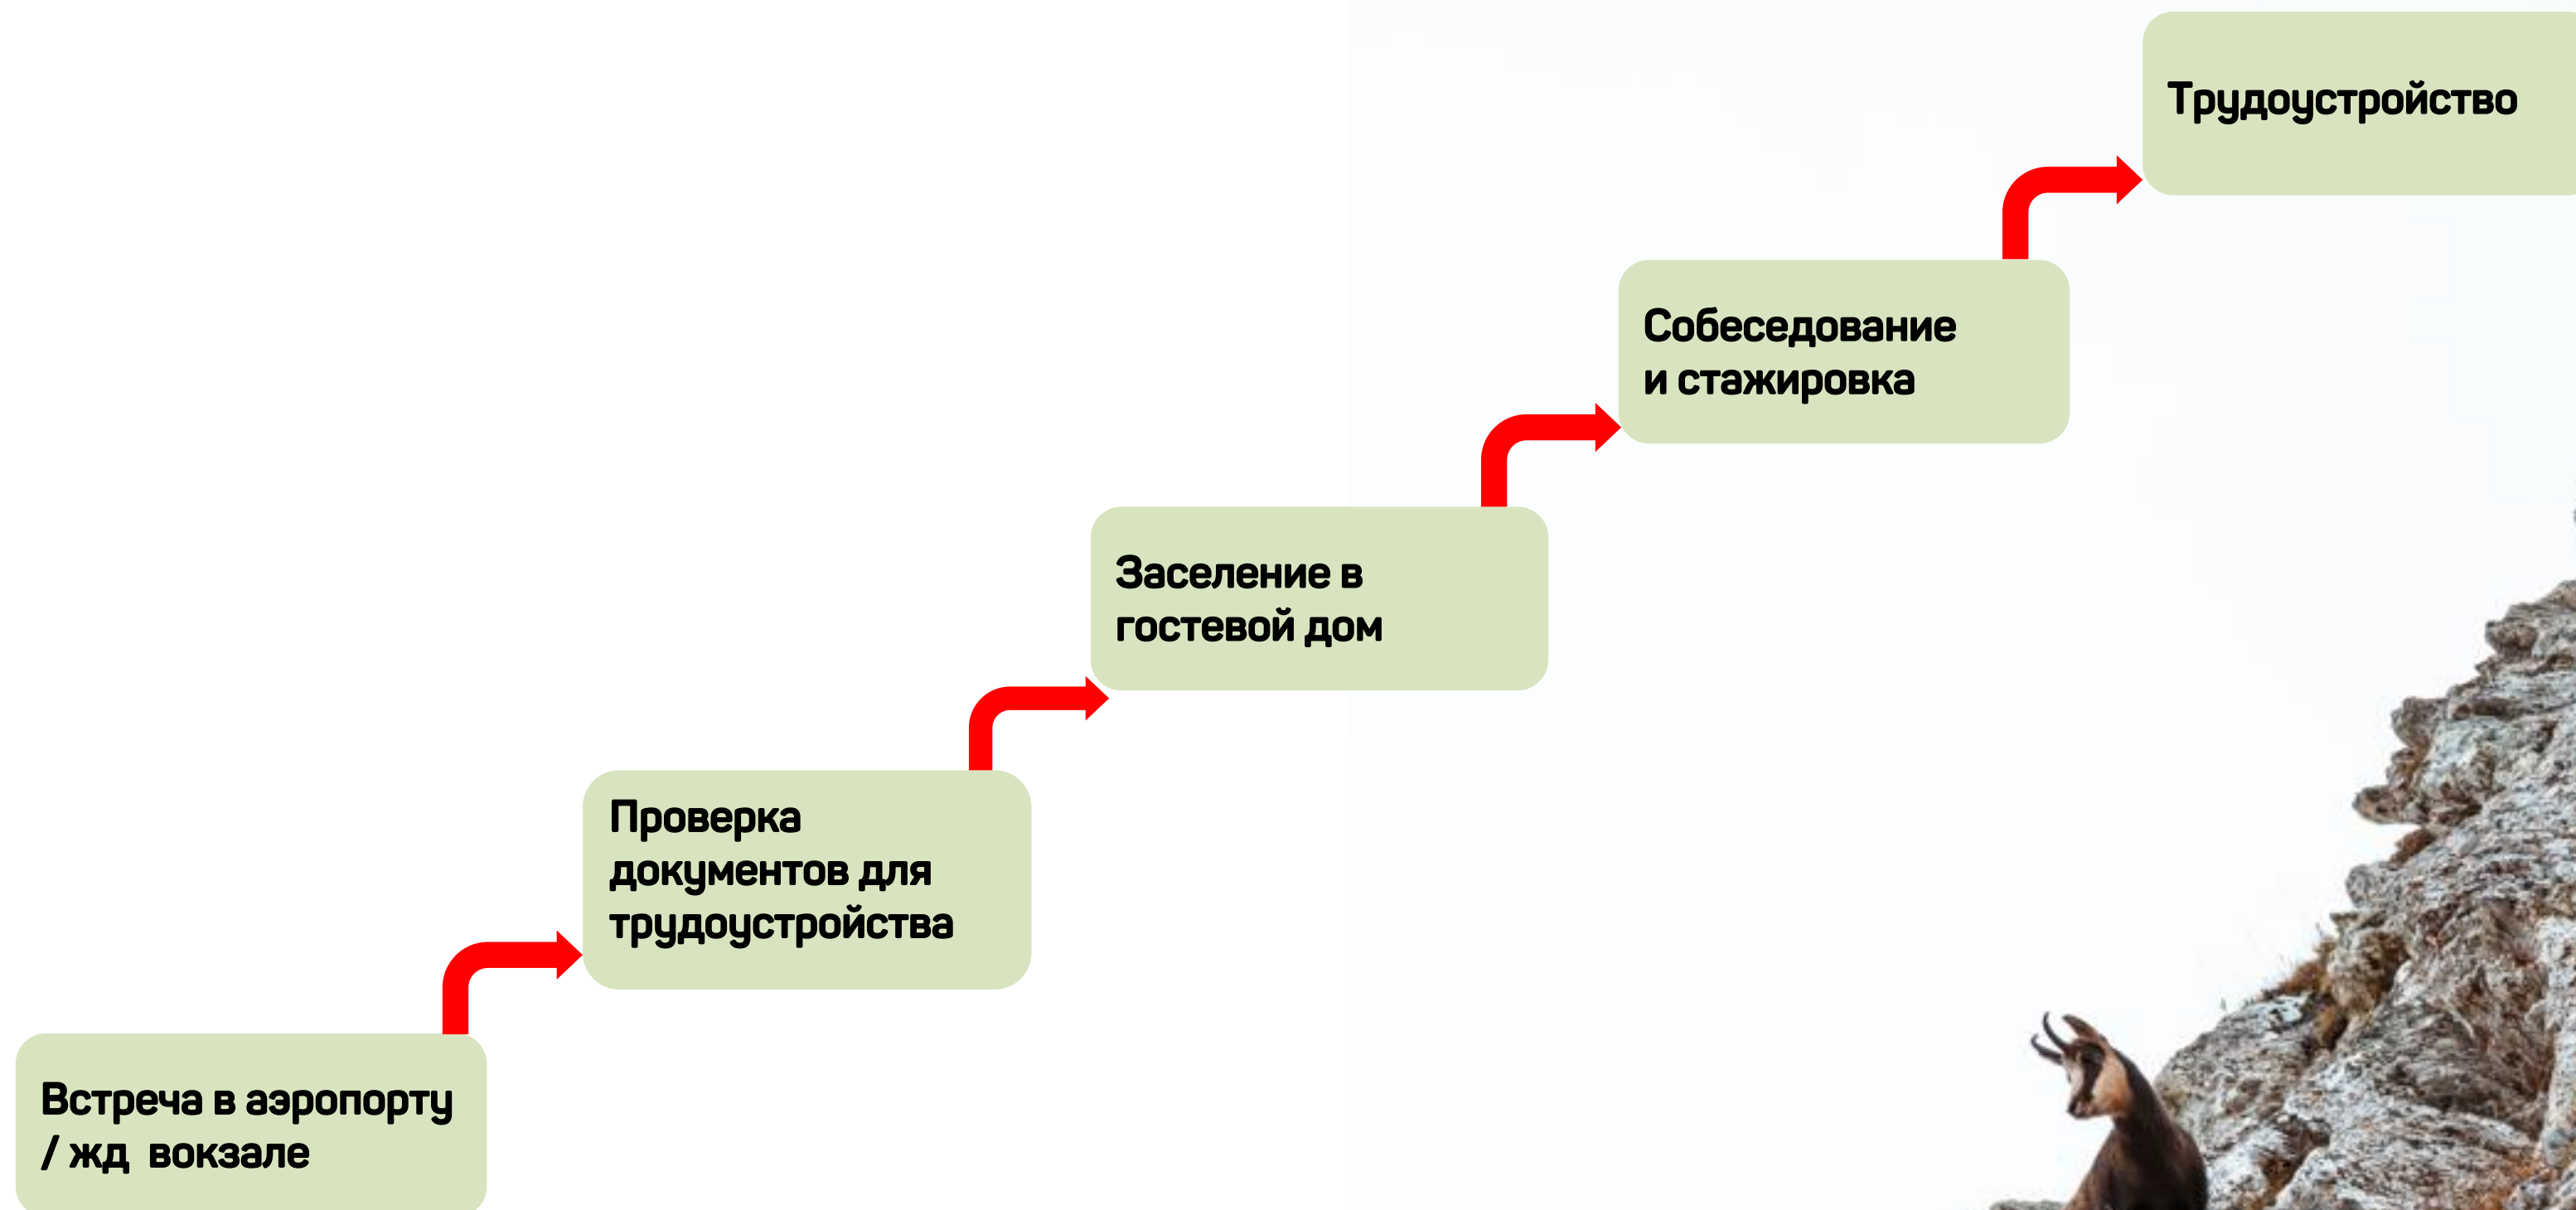 Трудоустройство
Собеседование
и стажировка
Заселение в
гостевой дом
Проверка
документов для
трудоустройства
Встреча в аэропорту
/ жд  вокзале